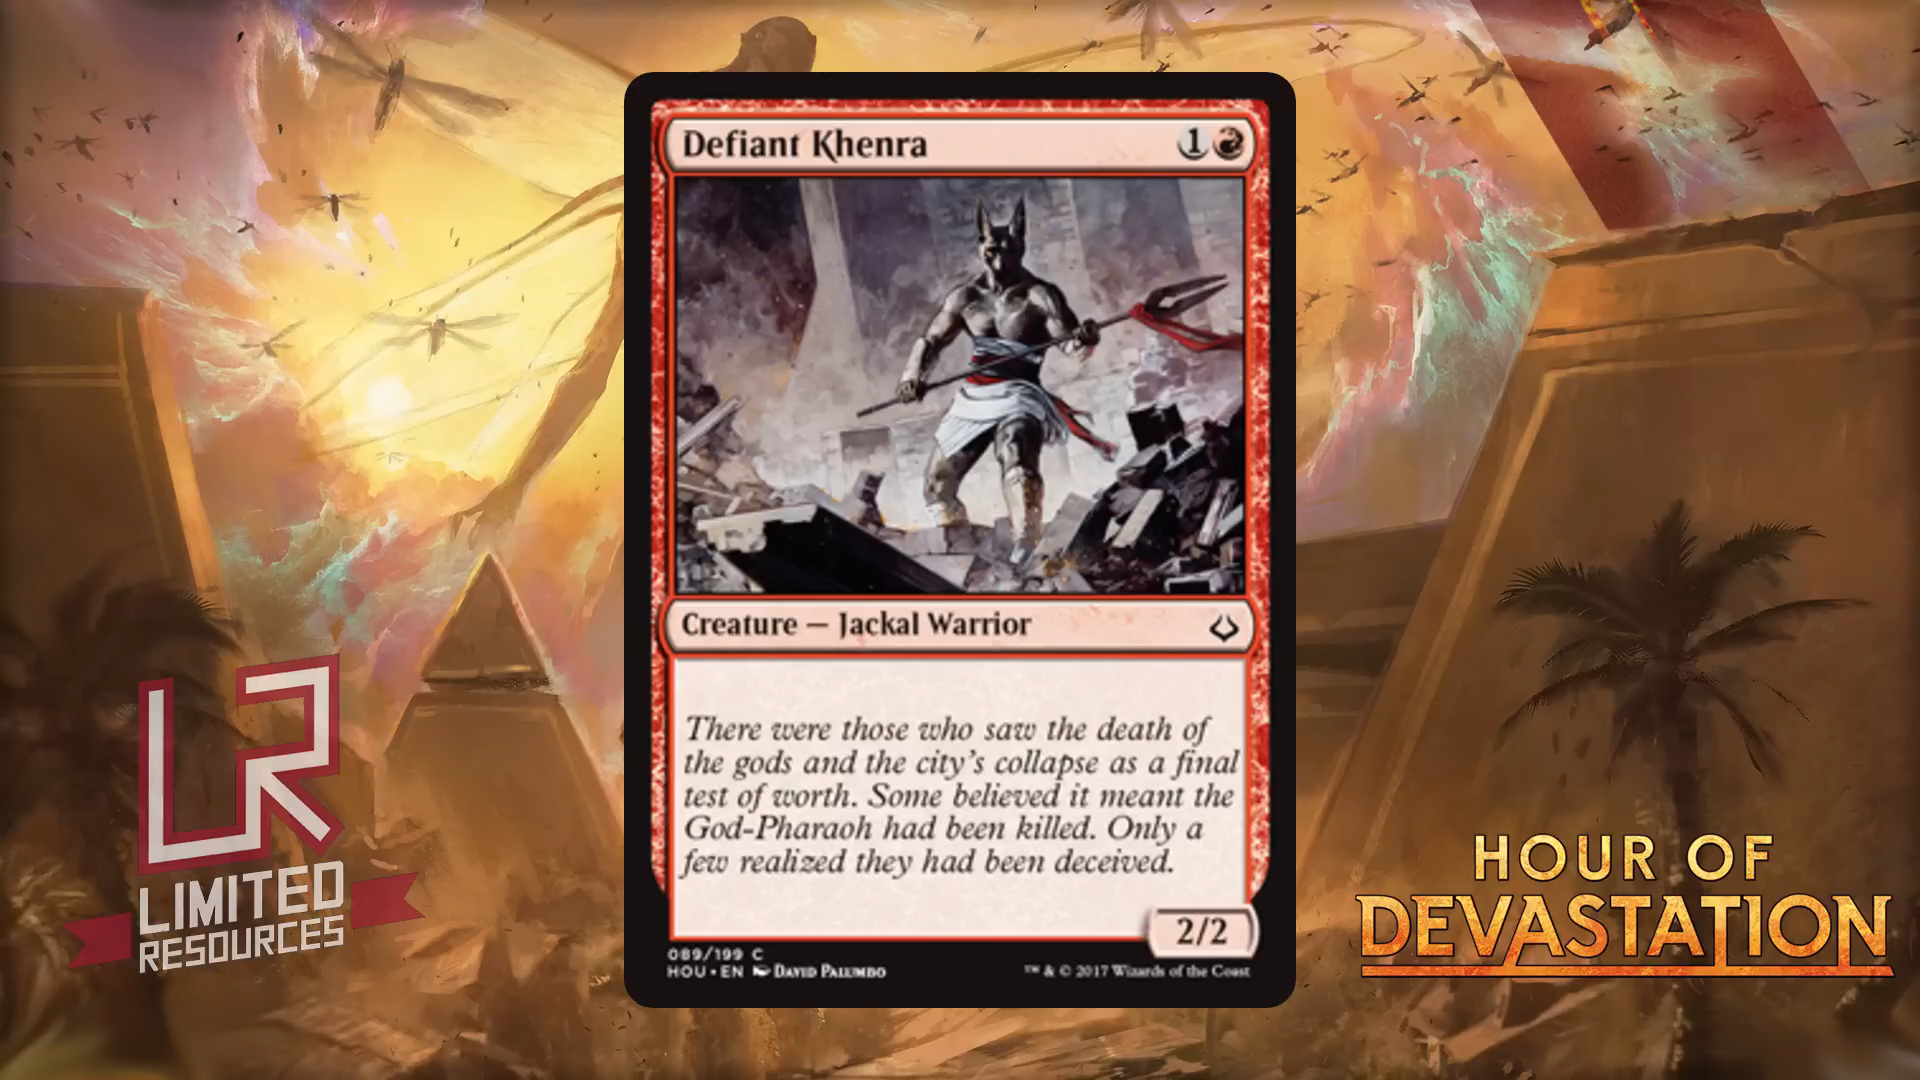 Defiant Khenra
1
Creature — Jackal Warrior
There were those who saw the death of
the gods and the city's collapse as a final
test of worth. Some believed it meant the
God-Pharaoh had been killed. Only a
few realized they had been deceived.
2/2
089/199 C
HOU • EN DAVID PALUMBO
™ & © 2017 Wizards of the Coast
LR
LIMITED
RESOURCES
HOUR OF
DEVASTATION